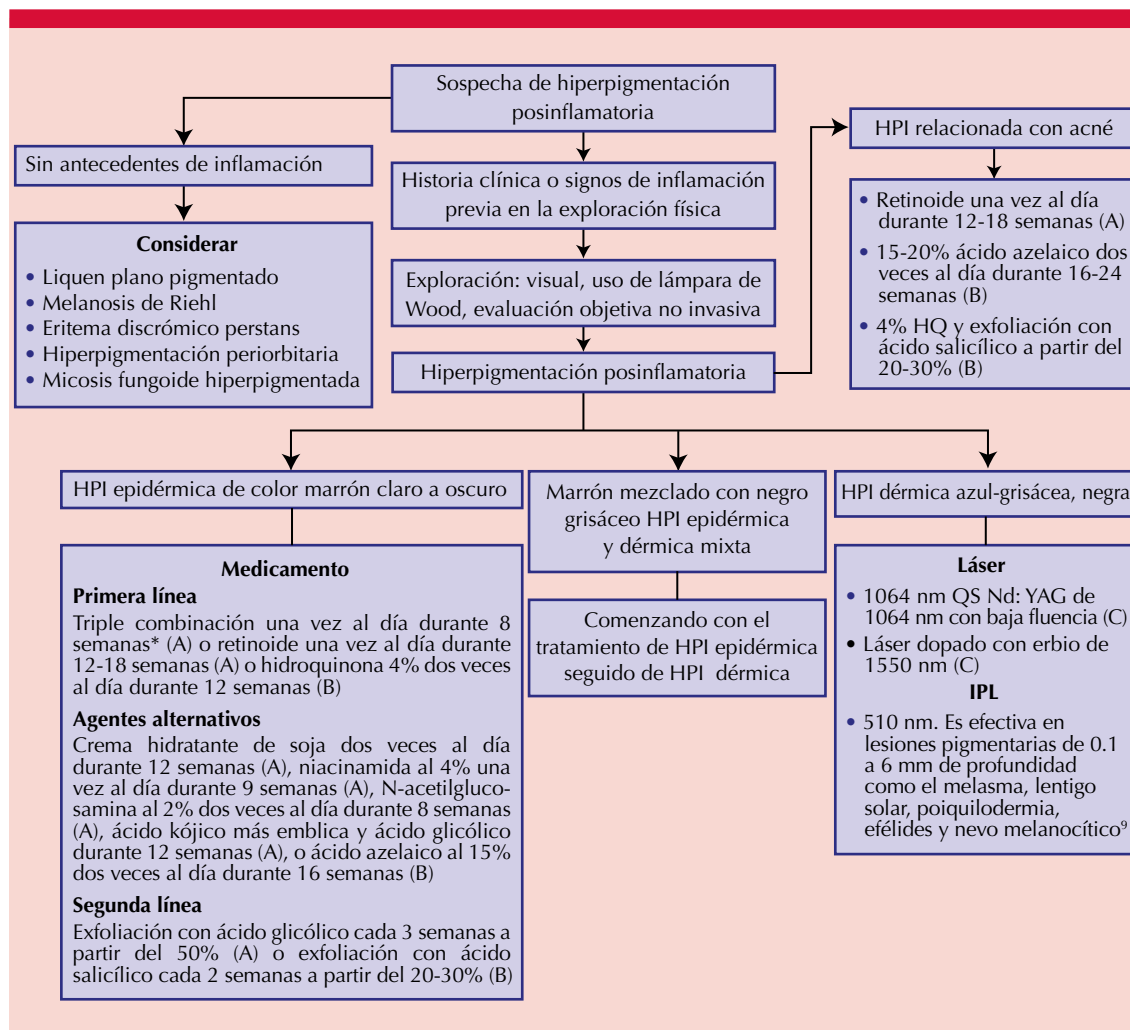 Sospecha de hiperpigmentación
posinflamatoria
Sin antecedentes de inflamación
Considerar
• Liquen plano pigmentado
• Melanosis de Riehl
• Eritema discrómico perstans
• Hiperpigmentación periorbitaria
• Micosis fungoide hiperpigmentada
Historia clínica o signos de inflamación
previa en la exploración física
Exploración: visual, uso de lámpara de
Wood, evaluación objetiva no invasiva
Hiperpigmentación posinflamatoria
HPI relacionada con acné
• Retinoide una vez al día
durante 12-18 semanas (A)
• 15-20% ácido azelaico dos
veces al día durante 16-24
semanas (B)
• 4% HQ y exfoliación con
ácido salicílico a partir del
20-30% (B)
HPI epidérmica de color marrón claro a oscuro
Medicamento
Primera línea
Triple combinación una vez al día durante 8
semanas* (A) o retinoide una vez al día durante
12-18 semanas (A) o hidroquinona 4% dos veces
al día durante 12 semanas (B)
Agentes alternativos
Crema hidratante de soja dos veces al día
durante 12 semanas (A), niacinamida al 4% una
vez al día durante 9 semanas (A), N-acetilgluco-
samina al 2% dos veces al día durante 8 semanas
(A), ácido kójico más emblica y ácido glicólico
durante 12 semanas (A), o ácido azelaico al 15%
dos veces al día durante 16 semanas (B)
Segunda línea
Exfoliación con ácido glicólico cada 3 semanas a
partir del 50% (A) o exfoliación con ácido
salicílico cada 2 semanas a partir del 20-30% (B)
Marrón mezclado con negro
grisáceo HPI epidérmica
y dérmica mixta
Comenzando con el
tratamiento de HPI epidérmica
seguido de HPI dérmica
HPI dérmica azul-grisácea, negra
Láser
• 1064 nm QS Nd: YAG de
1064 nm con baja fluencia (C)
• Láser dopado con erbio de
1550 nm (C)
IPL
• 510 nm. Es efectiva en
lesiones pigmentarias de 0.1
a 6 mm de profundidad
como el melasma, lentigo
solar, poiquilodermia,
efélides y nevo melanocítico⁹